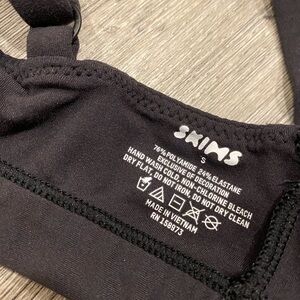 SKIMS
S
76% POLYAMIDE 24% ELASTANE
EXCLUSIVE OF DECORATION
HAND WASH COLD, NON-CHLORINE BLEACH
DRY FLAT, DO NOT IRON, DO NOT DRY CLEAN
MADE IN VIETNAM
RN 158973